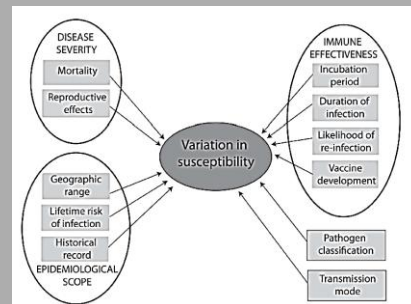 DISEASE
SEVERITY
Mortality
Reproductive
effects
IMMUNE
EFFECTIVENESS
Incubation
period
Duration of
infection
Likelihood of
re-infection
Vaccine
development
Variation in
susceptibility
Geographic
range
Lifetime risk
of infection
Historical
record
EPIDEMIOLOGICAL
SCOPE
Pathogen
classification
Transmission
mode